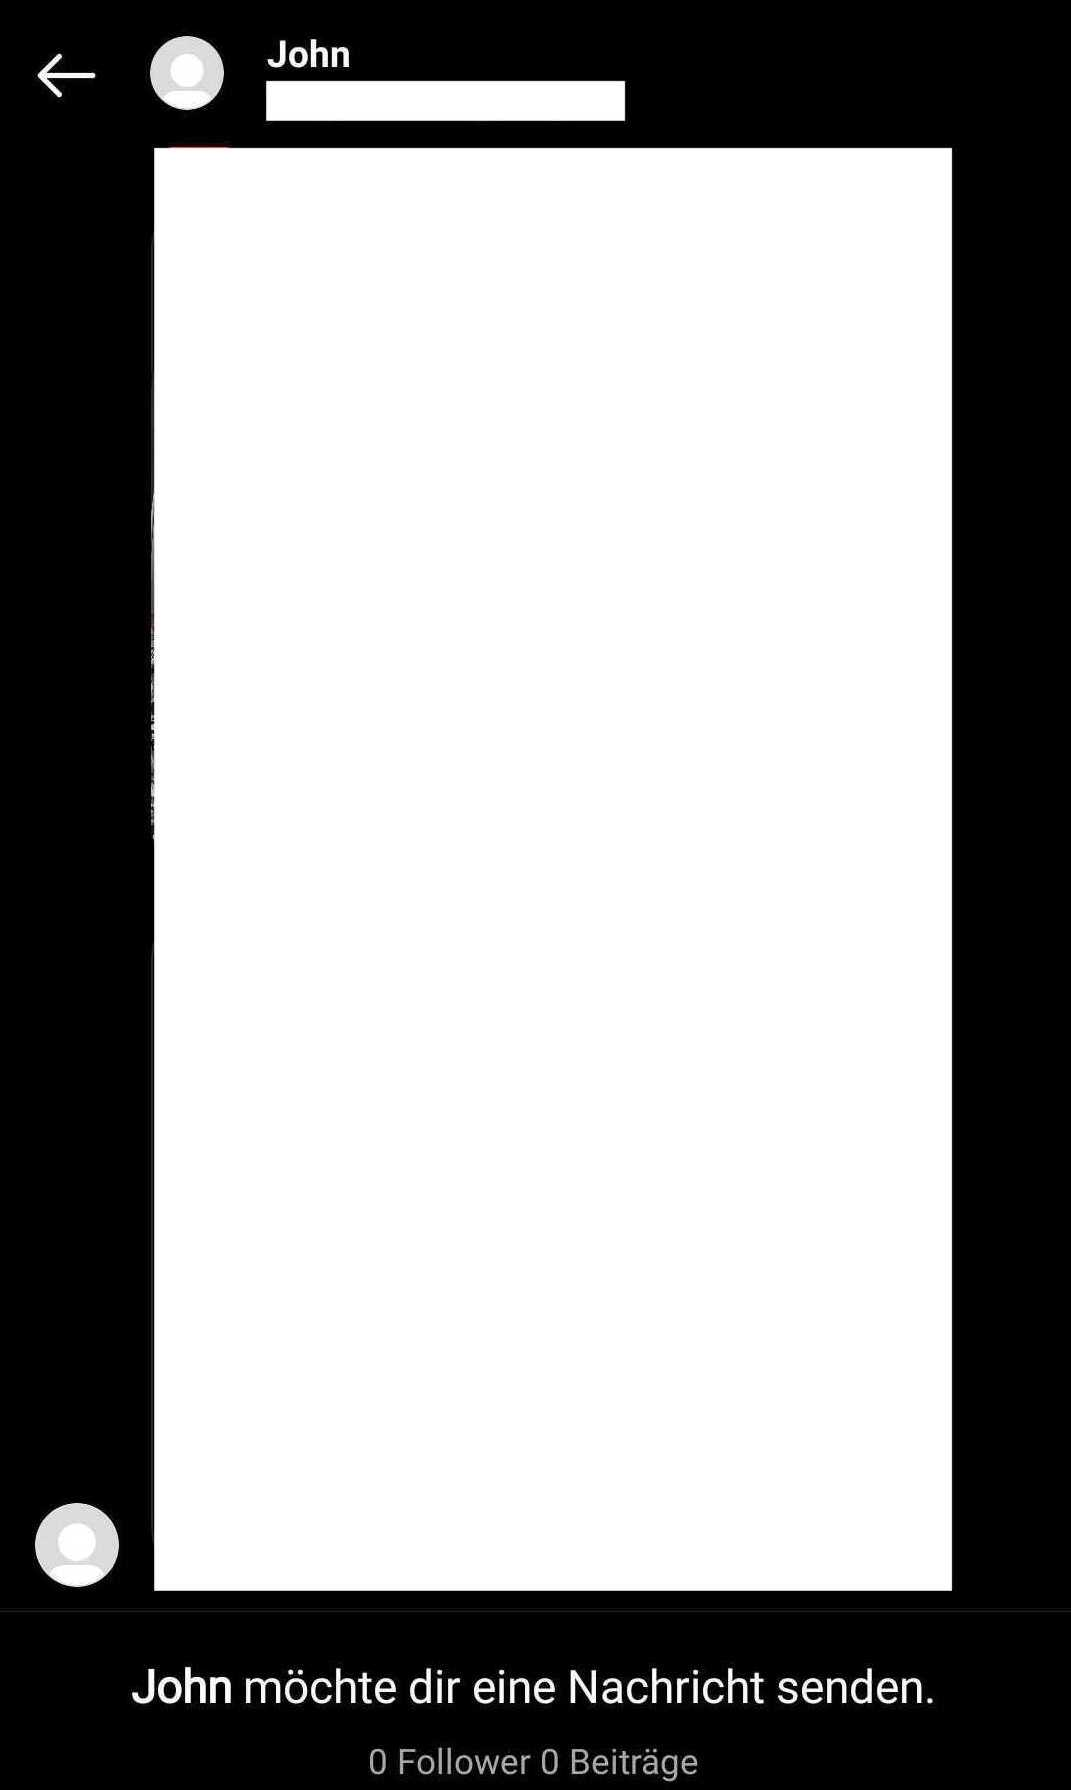 John
John möchte dir eine Nachricht senden.
0 Follower 0 Beiträge